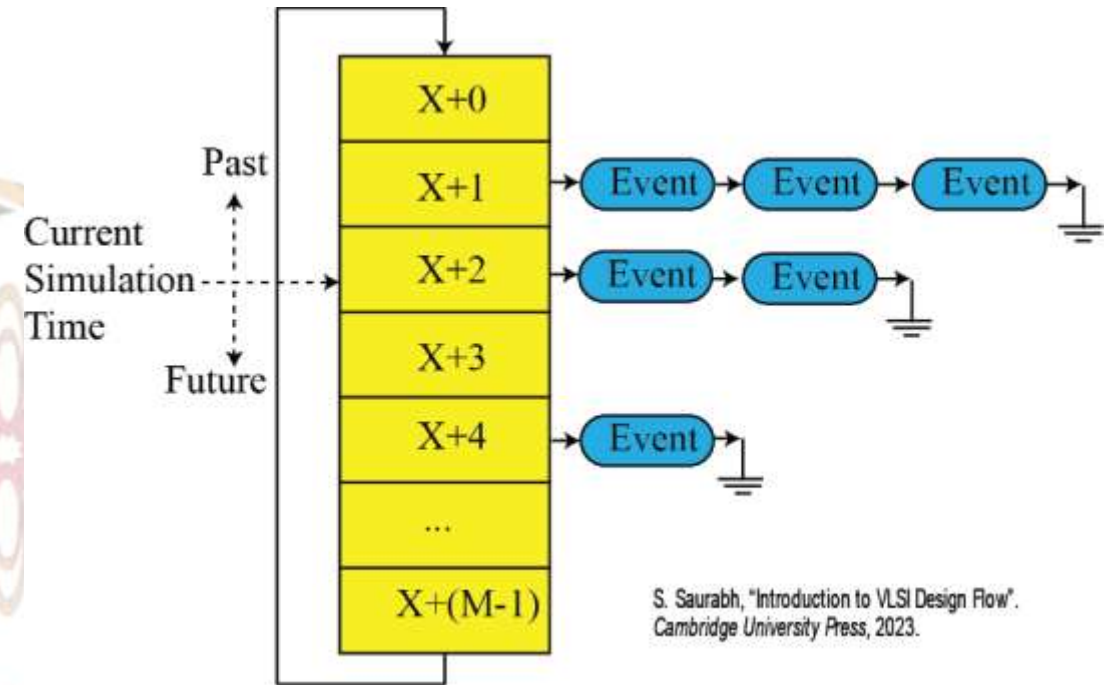 X+0
Past
X+1
Event
Event
Event
Current
Simulation
Time
X+2
Event
Event
X+3
Future
X+4
Event
...
X+(M-1)
S. Saurabh, "Introduction to VLSI Design Flow".
Cambridge University Press, 2023.